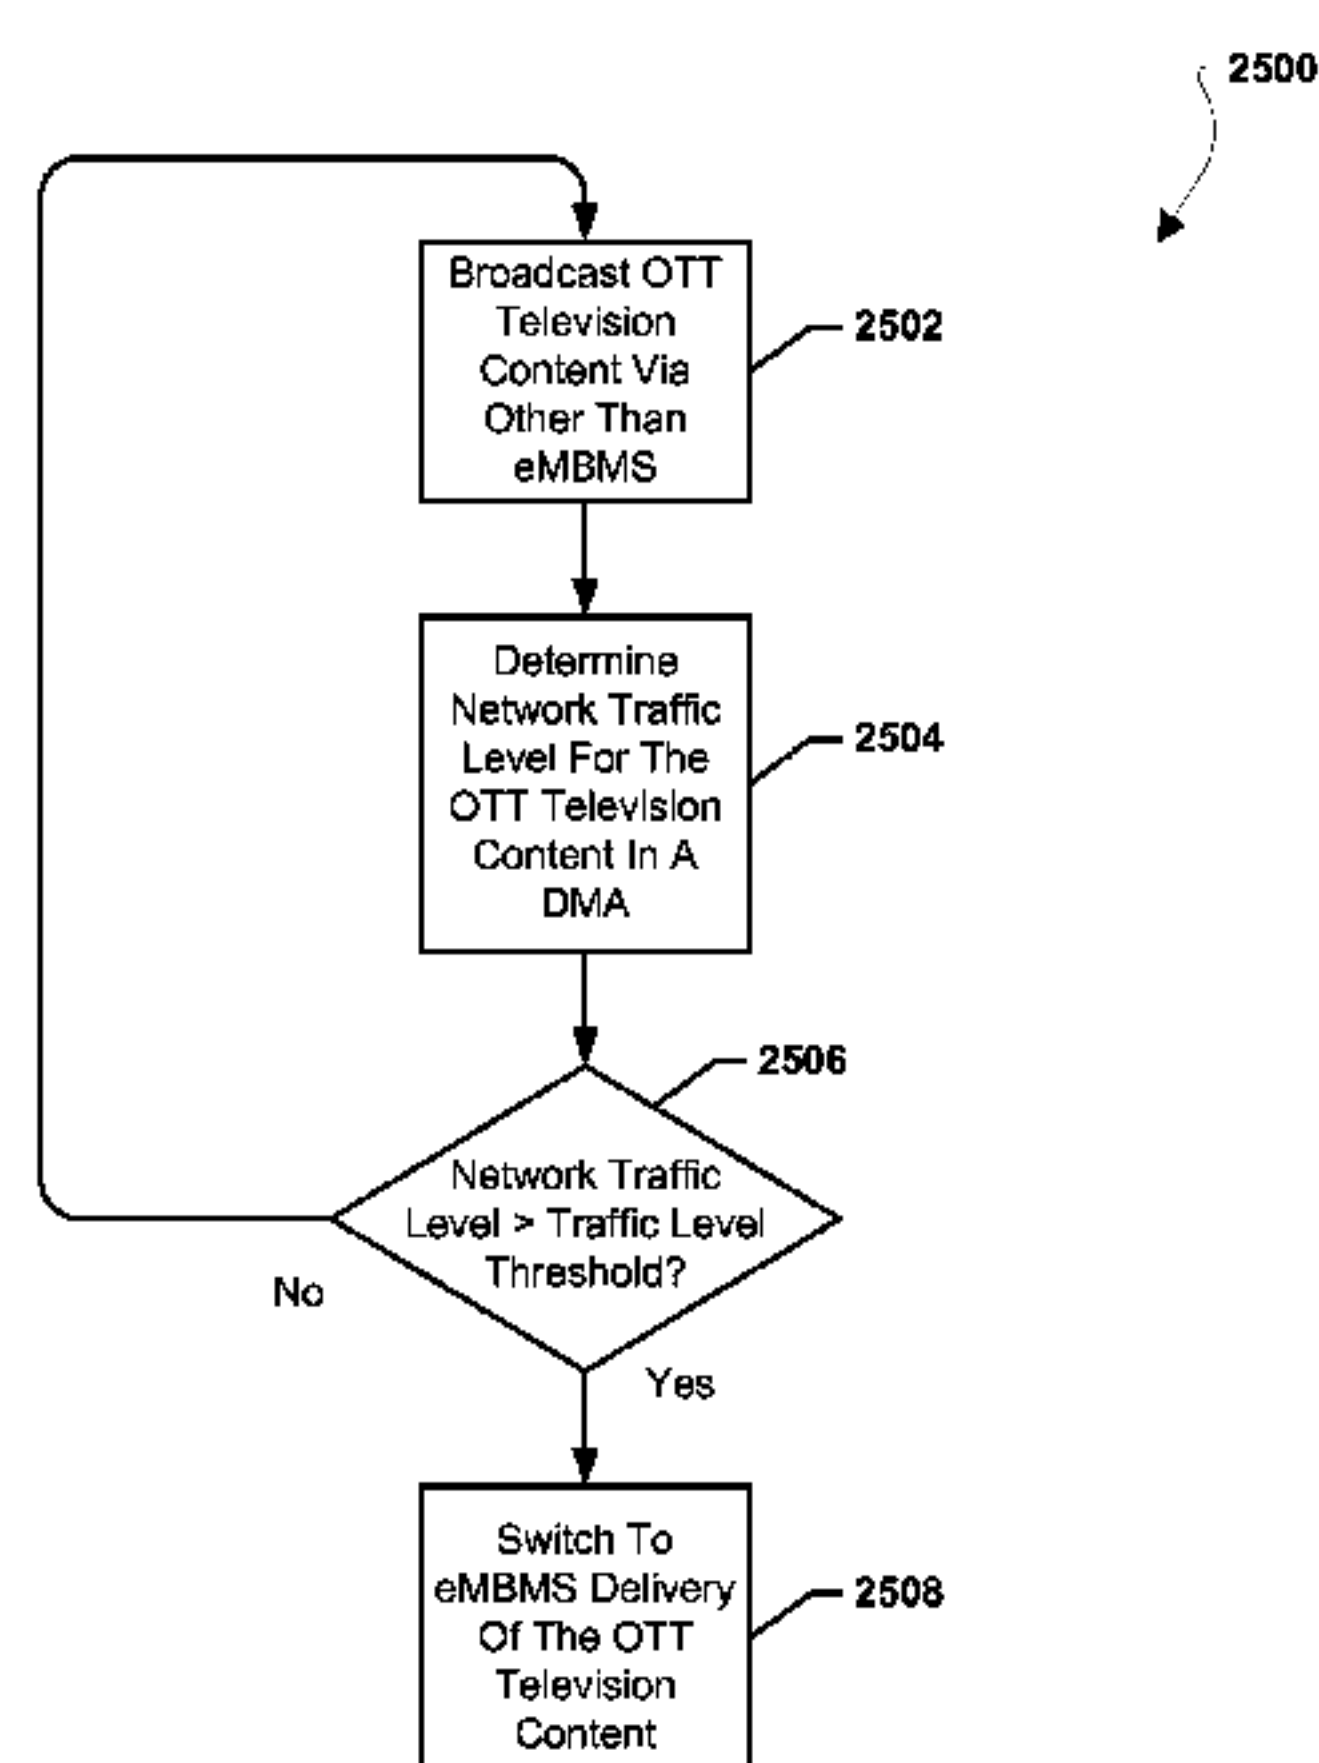 2500
Broadcast OTT
Television
Content Via
Other Than
eMBMS
2502
Determine
Network Traffic
Level For The
OTT Television
Content In A
DMA
2504
2506
Network Traffic
Level > Traffic Level
Threshold?
No
Yes
Switch To
eMBMS Delivery
Of The OTT
Television
Content
2508